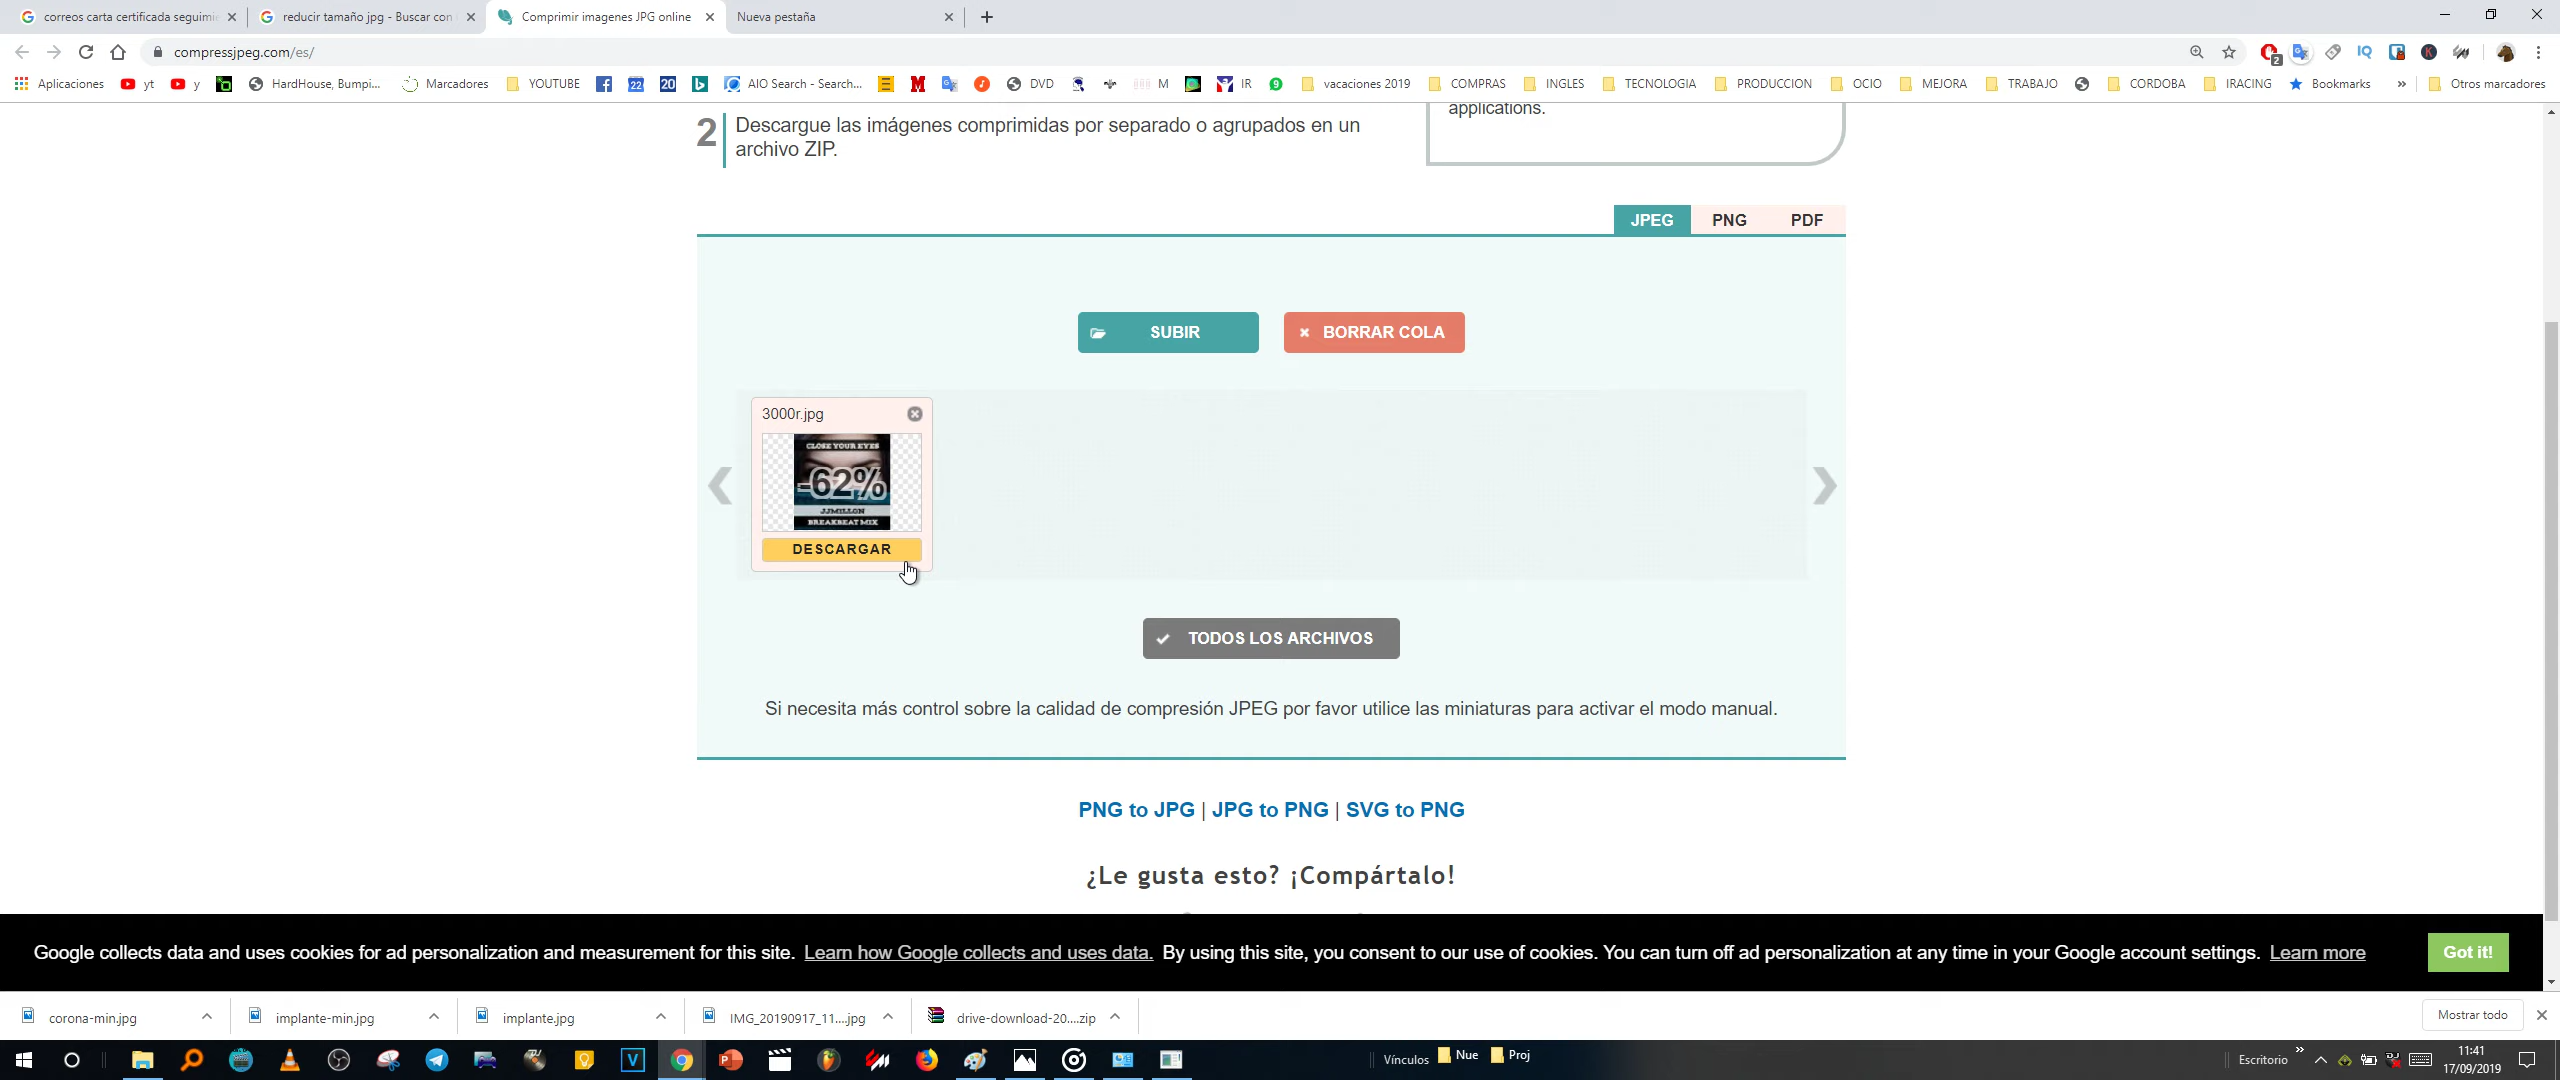 correos carta certificada seguimi
reducir tamaño jpg - Buscar con
Comprimir imagenes JPG online
Nueva pestaña
compressjpeg.com/es/
2
Aplicaciones
yt
y
HardHouse, Bumpi...
Marcadores
YOUTUBE
22
20
AIO Search - Search...
DVD
M
IR
9
vacaciones 2019
COMPRAS
INGLES
TECNOLOGIA
PRODUCCION
OCIO
MEJORA
TRABAJO
CORDOBA
IRACING
Bookmarks
»
Otros marcadores
applications.
2
Descargue las imágenes comprimidas por separado o agrupados en un
archivo ZIP.
JPEG
PNG
PDF
SUBIR
BORRAR COLA
3000r.jpg
CLOSE YOUR EYES
-62%
JJMILLON
BREAKBEAT MIX
DESCARGAR
TODOS LOS ARCHIVOS
Si necesita más control sobre la calidad de compresión JPEG por favor utilice las miniaturas para activar el modo manual.
PNG to JPG | JPG to PNG | SVG to PNG
¿Le gusta esto? ¡Compártalo!
Google collects data and uses cookies for ad personalization and measurement for this site. Learn how Google collects and uses data. By using this site, you consent to our use of cookies. You can turn off ad personalization at any time in your Google account settings. Learn more
Got it!
corona-min.jpg
implante-min.jpg
implante.jpg
IMG_20190917_11....jpg
drive-download-20....zip
Mostrar todo
Vínculos
Nue
Proj
Escritorio
»
11:41
17/09/2019